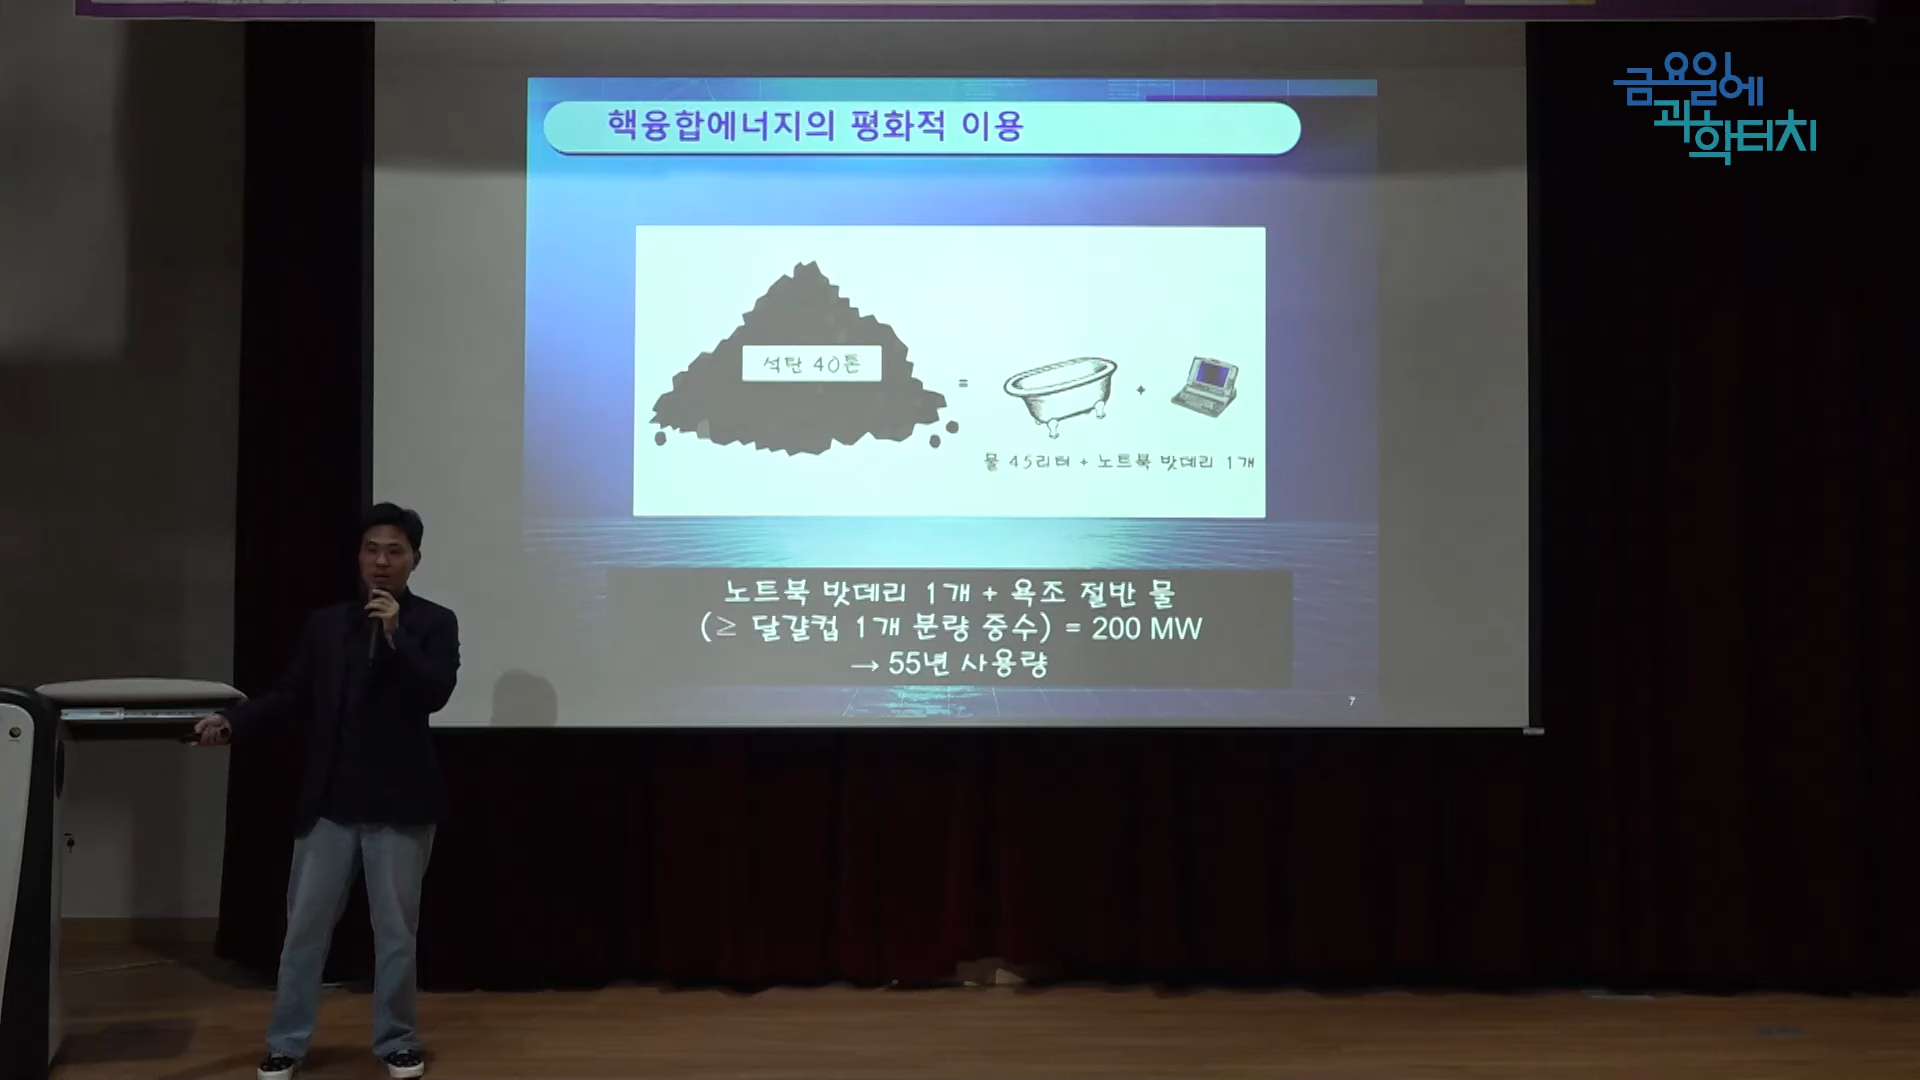 금요일에
과학터치
핵융합에너지의 평화적 이용
석탄 40톤
=
+
물 45리터 + 노트북 밧데리 1개
노트북 밧데리 1개 + 욕조 절반 물
(≥ 달걀컵 1개 분량 중수) = 200 MW
→ 55년 사용량
7